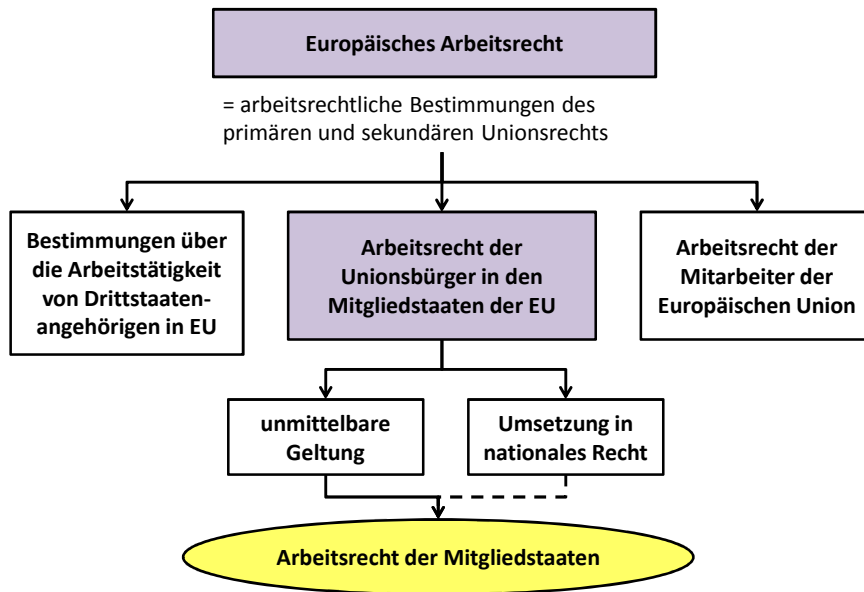 Europäisches Arbeitsrecht
= arbeitsrechtliche Bestimmungen des
primären und sekundären Unionsrechts
Bestimmungen über
die Arbeitstätigkeit
von Drittstaaten-
angehörigen in EU
Arbeitsrecht der
Unionsbürger in den
Mitgliedstaaten der EU
Arbeitsrecht der
Mitarbeiter der
Europäischen Union
unmittelbare
Geltung
Umsetzung in
nationales Recht
Arbeitsrecht der Mitgliedstaaten